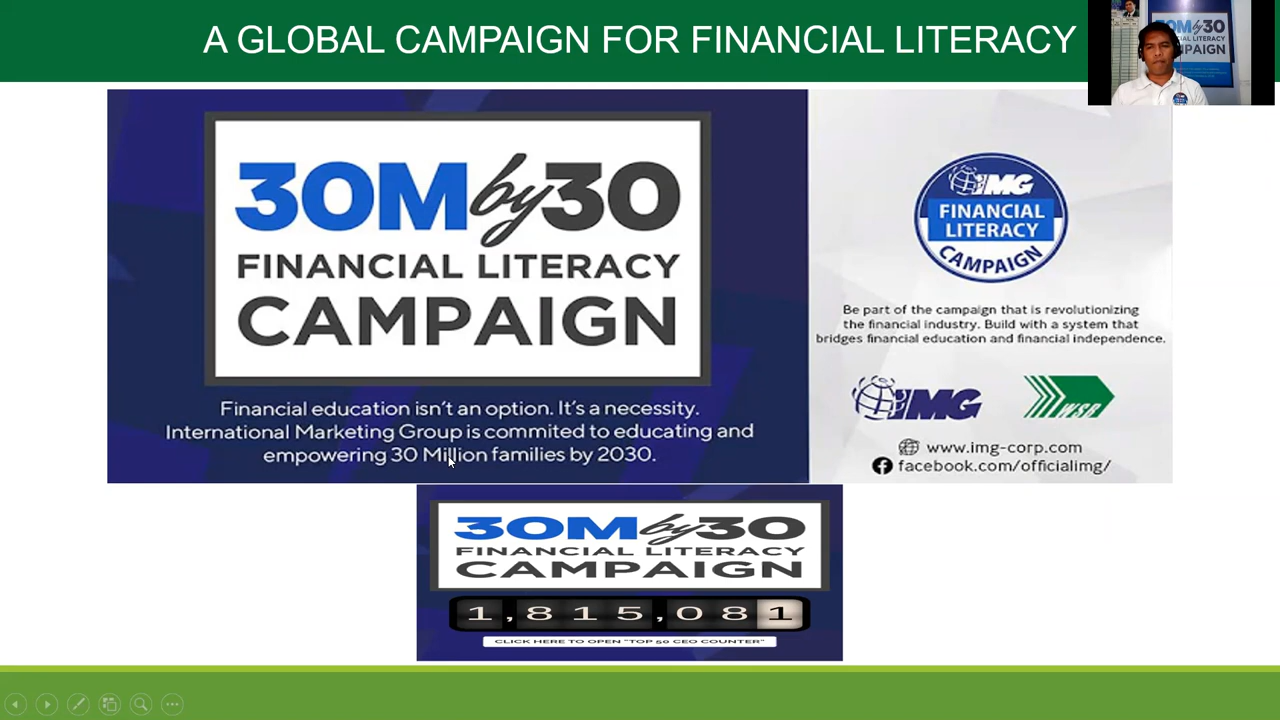 A GLOBAL CAMPAIGN FOR FINANCIAL LITERACY
30M by 30
FINANCIAL LITERACY
CAMPAIGN
Financial education isn't an option. It's a necessity.
International Marketing Group is commited to educating and
empowering 30 Million families by 2030.
IMG
FINANCIAL
LITERACY
CAMPAIGN
Be part of the campaign that is revolutionizing
the financial industry. Build with a system that
bridges financial education and financial independence.
IMG
www.img-corp.com
facebook.com/officialimg/
30M by 30
FINANCIAL LITERACY
CAMPAIGN
1,815,081
CLICK HERE TO OPEN "TOP 50 CEO COUNTER"